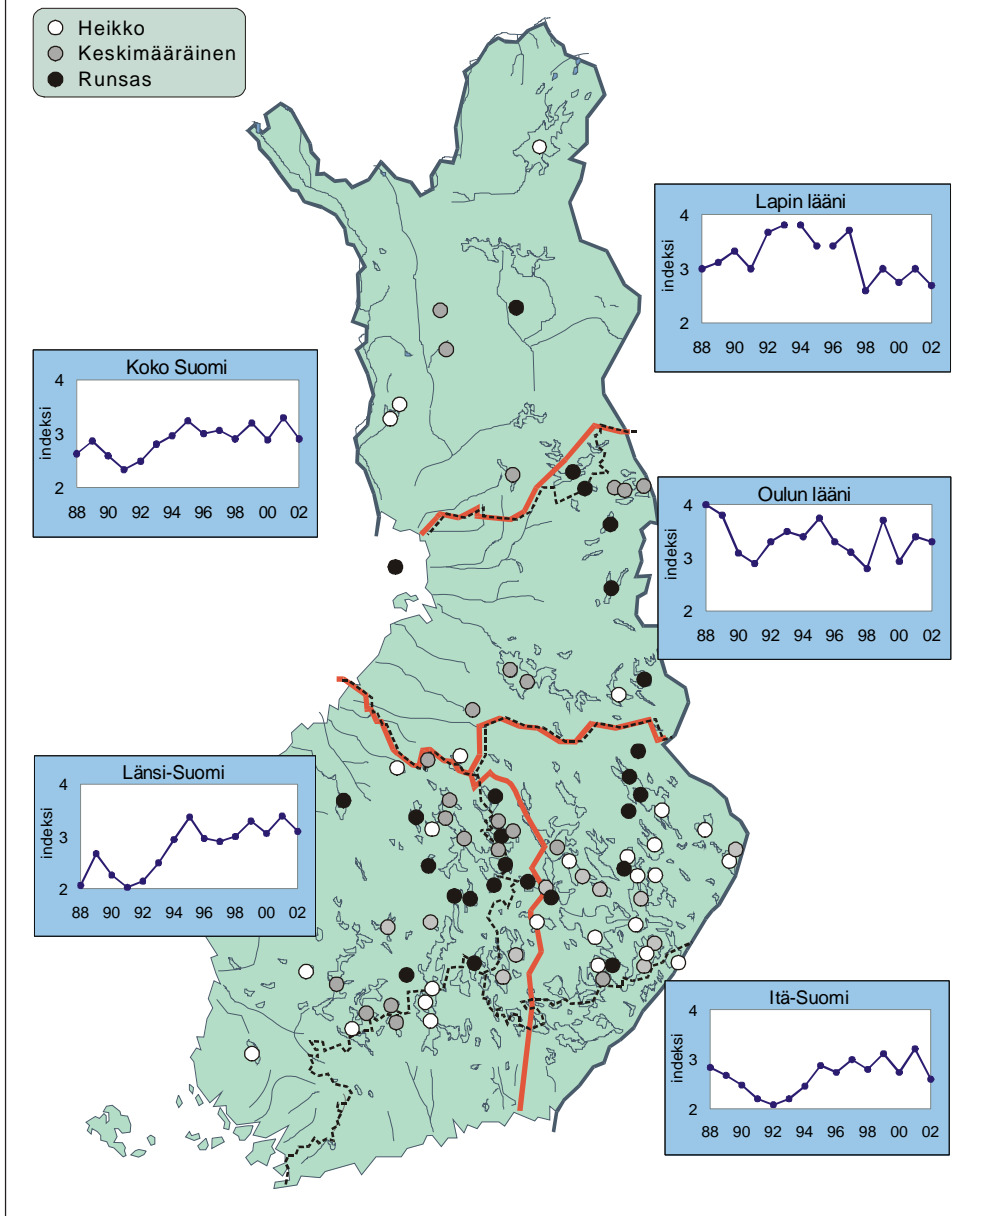 Heikko
Keskimääräinen
Runsas
Lapin lääni
4
3
2
indeksi
88 90 92 94 96 98 00 02
Koko Suomi
4
3
2
indeksi
88 90 92 94 96 98 00 02
Oulun lääni
4
3
2
indeksi
88 90 92 94 96 98 00 02
Länsi-Suomi
4
3
2
indeksi
88 90 92 94 96 98 00 02
Itä-Suomi
4
3
2
indeksi
88 90 92 94 96 98 00 02